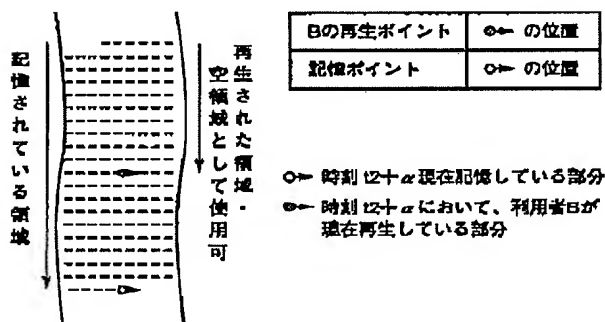 Bの再生ポイント
の位置
記憶ポイント
の位置
記憶されている領域
再生された領域・
空領域として使用可
時刻t2+α現在記憶している部分
時刻t2+αにおいて、利用者Bが
現在再生している部分